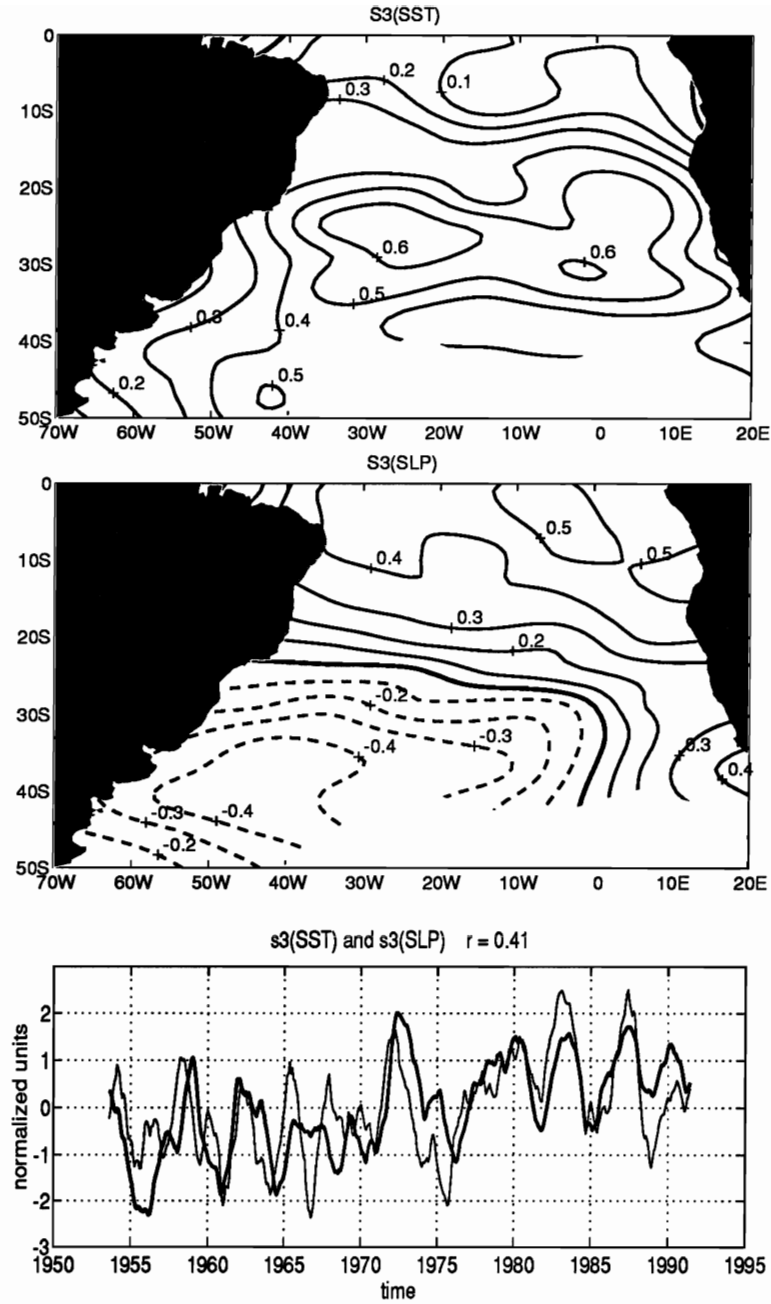 S3(SST)
0
10S
20S
30S
40S
50S
0.2
0.3
0.1
0.6
0.6
0.5
0.3
0.4
0.5
0.2
70W 60W 50W 40W 30W 20W 10W 0 10E 20E
S3(SLP)
0
10S
20S
30S
40S
50S
0.5
0.5
0.4
0.3
0.2
-0.2
-0.3
-0.4
0.3
0.4
-0.3
-0.4
-0.2
70W 60W 50W 40W 30W 20W 10W 0 10E 20E
s3(SST) and s3(SLP) r = 0.41
normalized units
2
1
0
-1
-2
-3
1950 1955 1960 1965 1970 1975 1980 1985 1990 1995
time